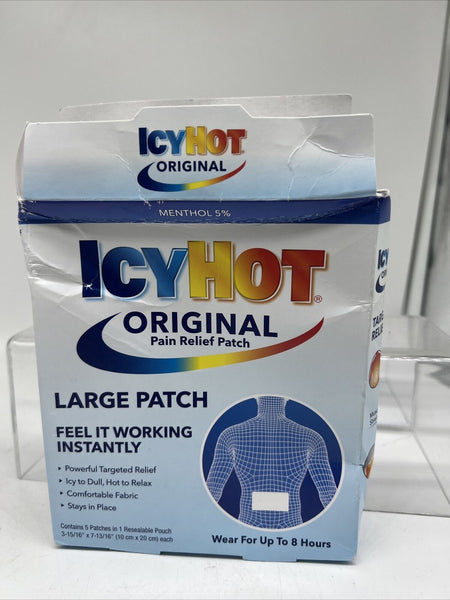 ICYHOT
ORIGINAL
MENTHOL 5%
ICYHOT®
ORIGINAL
Pain Relief Patch
LARGE PATCH
FEEL IT WORKING
INSTANTLY
‣ Powerful Targeted Relief
‣ Icy to Dull, Hot to Relax
‣ Comfortable Fabric
‣ Stays in Place
Contains 5 Patches in 1 Resealable Pouch
3-15/16" x 7-13/16" (10 cm x 20 cm) each
Wear For Up To 8 Hours